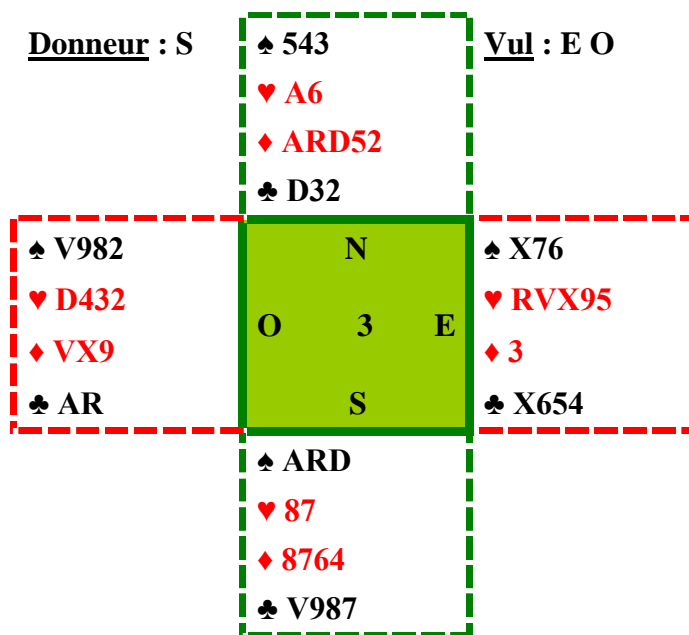 Donneur : S
♠ 543
Vul : E O
♥ A6
♦ ARD52
♣ D32
♠ V982
♥ D432
♦ VX9
♣ AR
N
O 3 E
S
♠ X76
♥ RVX95
♦ 3
♣ X654
♠ ARD
♥ 87
♦ 8764
♣ V987